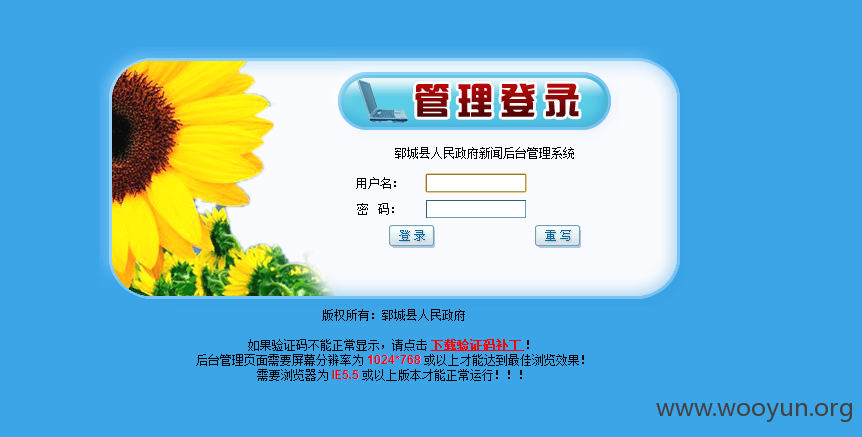 管理登录
郓城县人民政府新闻后台管理系统
用户名：
密 码：
登 录 重 写
版权所有：郓城县人民政府
如果验证码不能正常显示，请点击 下载验证码补丁！
后台管理页面需要屏幕分辨率为 1024*768 或以上才能达到最佳浏览效果！
需要浏览器为 IE5.5 或以上版本才能正常运行！！！
www.wooyun.org